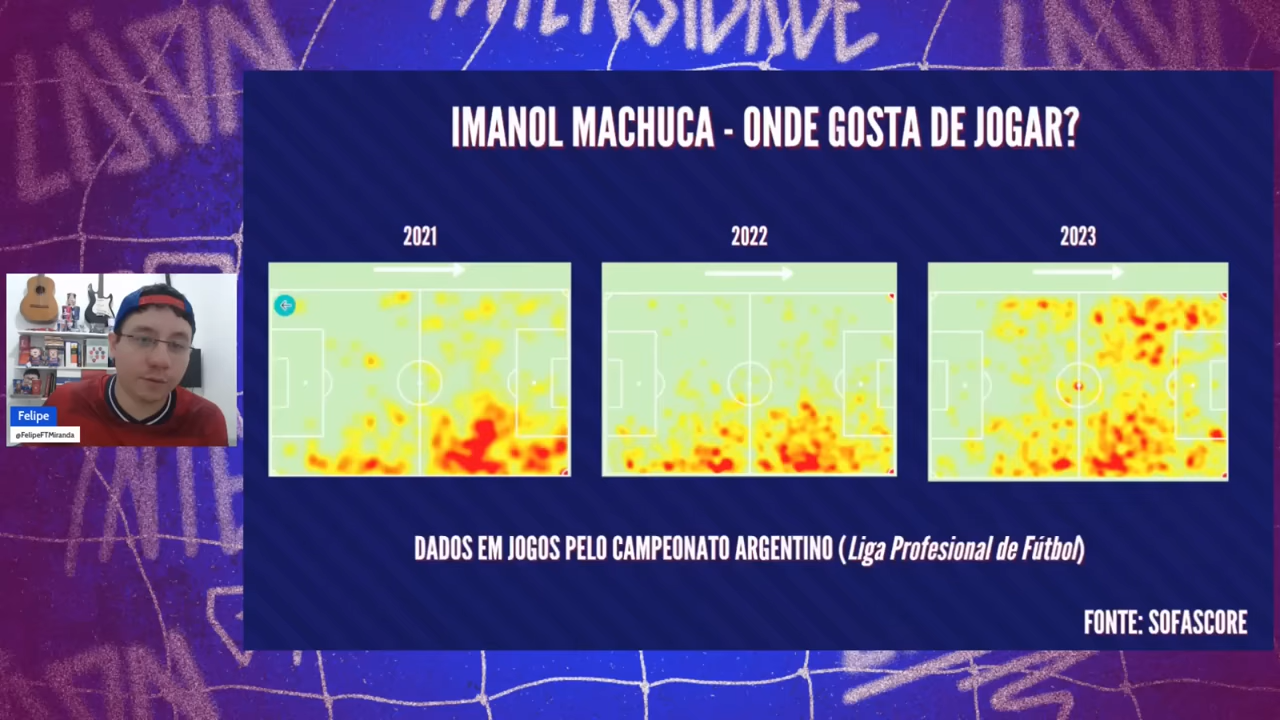 INTENSIDADE
IMANOL MACHUCA - ONDE GOSTA DE JOGAR?
2021
2022
2023
Felipe
@FelipeFTMiranda
DADOS EM JOGOS PELO CAMPEONATO ARGENTINO (Liga Profesional de Fútbol)
FONTE: SOFASCORE